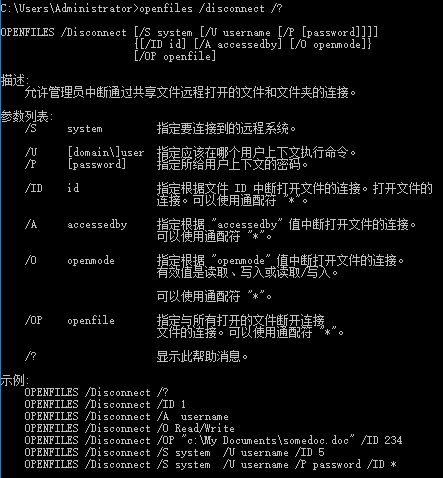 C:\Users\Administrator>openfiles /disconnect /?
OPENFILES /Disconnect [/S system [/U username [/P [password]]]]
{[/ID id] [/A accessedby] [/O openmode]}
[/OP openfile]
描述:
允许管理员中断通过共享文件远程打开的文件和文件夹的连接。
参数列表:
/S system 指定要连接到的远程系统。
/U [domain\]user 指定应该在哪个用户上下文执行命令。
/P [password] 指定所给用户上下文的密码。
/ID id 指定根据文件 ID 中断打开文件的连接。打开文件的
连接。可以使用通配符 "*"。
/A accessedby 指定根据 "accessedby" 值中断打开文件的连接。
可以使用通配符 "*"。
/O openmode 指定根据 "openmode" 值中断打开文件的连接。
有效值是读取、写入或读取/写入。
可以使用通配符 "*"。
/OP openfile 指定与所有打开的文件断开连接
文件的连接。可以使用通配符 "*"。
/? 显示此帮助消息。
示例:
OPENFILES /Disconnect /?
OPENFILES /Disconnect /ID 1
OPENFILES /Disconnect /A username
OPENFILES /Disconnect /O Read/Write
OPENFILES /Disconnect /OP "c:\My Documents\somedoc.doc" /ID 234
OPENFILES /Disconnect /S system /U username /ID 5
OPENFILES /Disconnect /S system /U username /P password /ID *